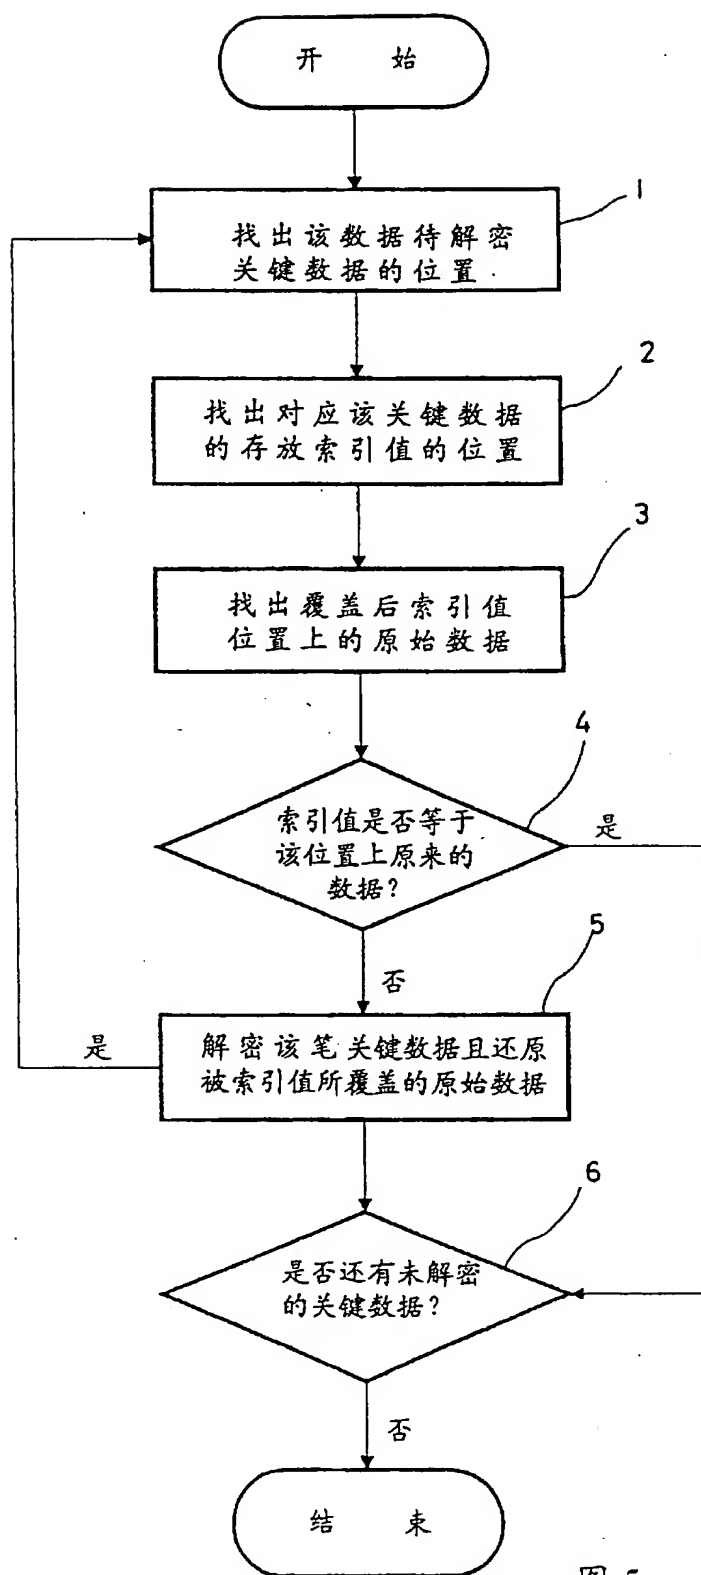 开 始
1
找出该数据待解密
关键数据的位置
2
找出对应该关键数据
的存放索引值的位置
3
找出覆盖后索引值
位置上的原始数据
4
索引值是否等于
该位置上原来的
数据?
是
否
5
解密该笔关键数据且还原
被索引值所覆盖的原始数据
是
6
是否还有未解密
的关键数据?
否
结 束